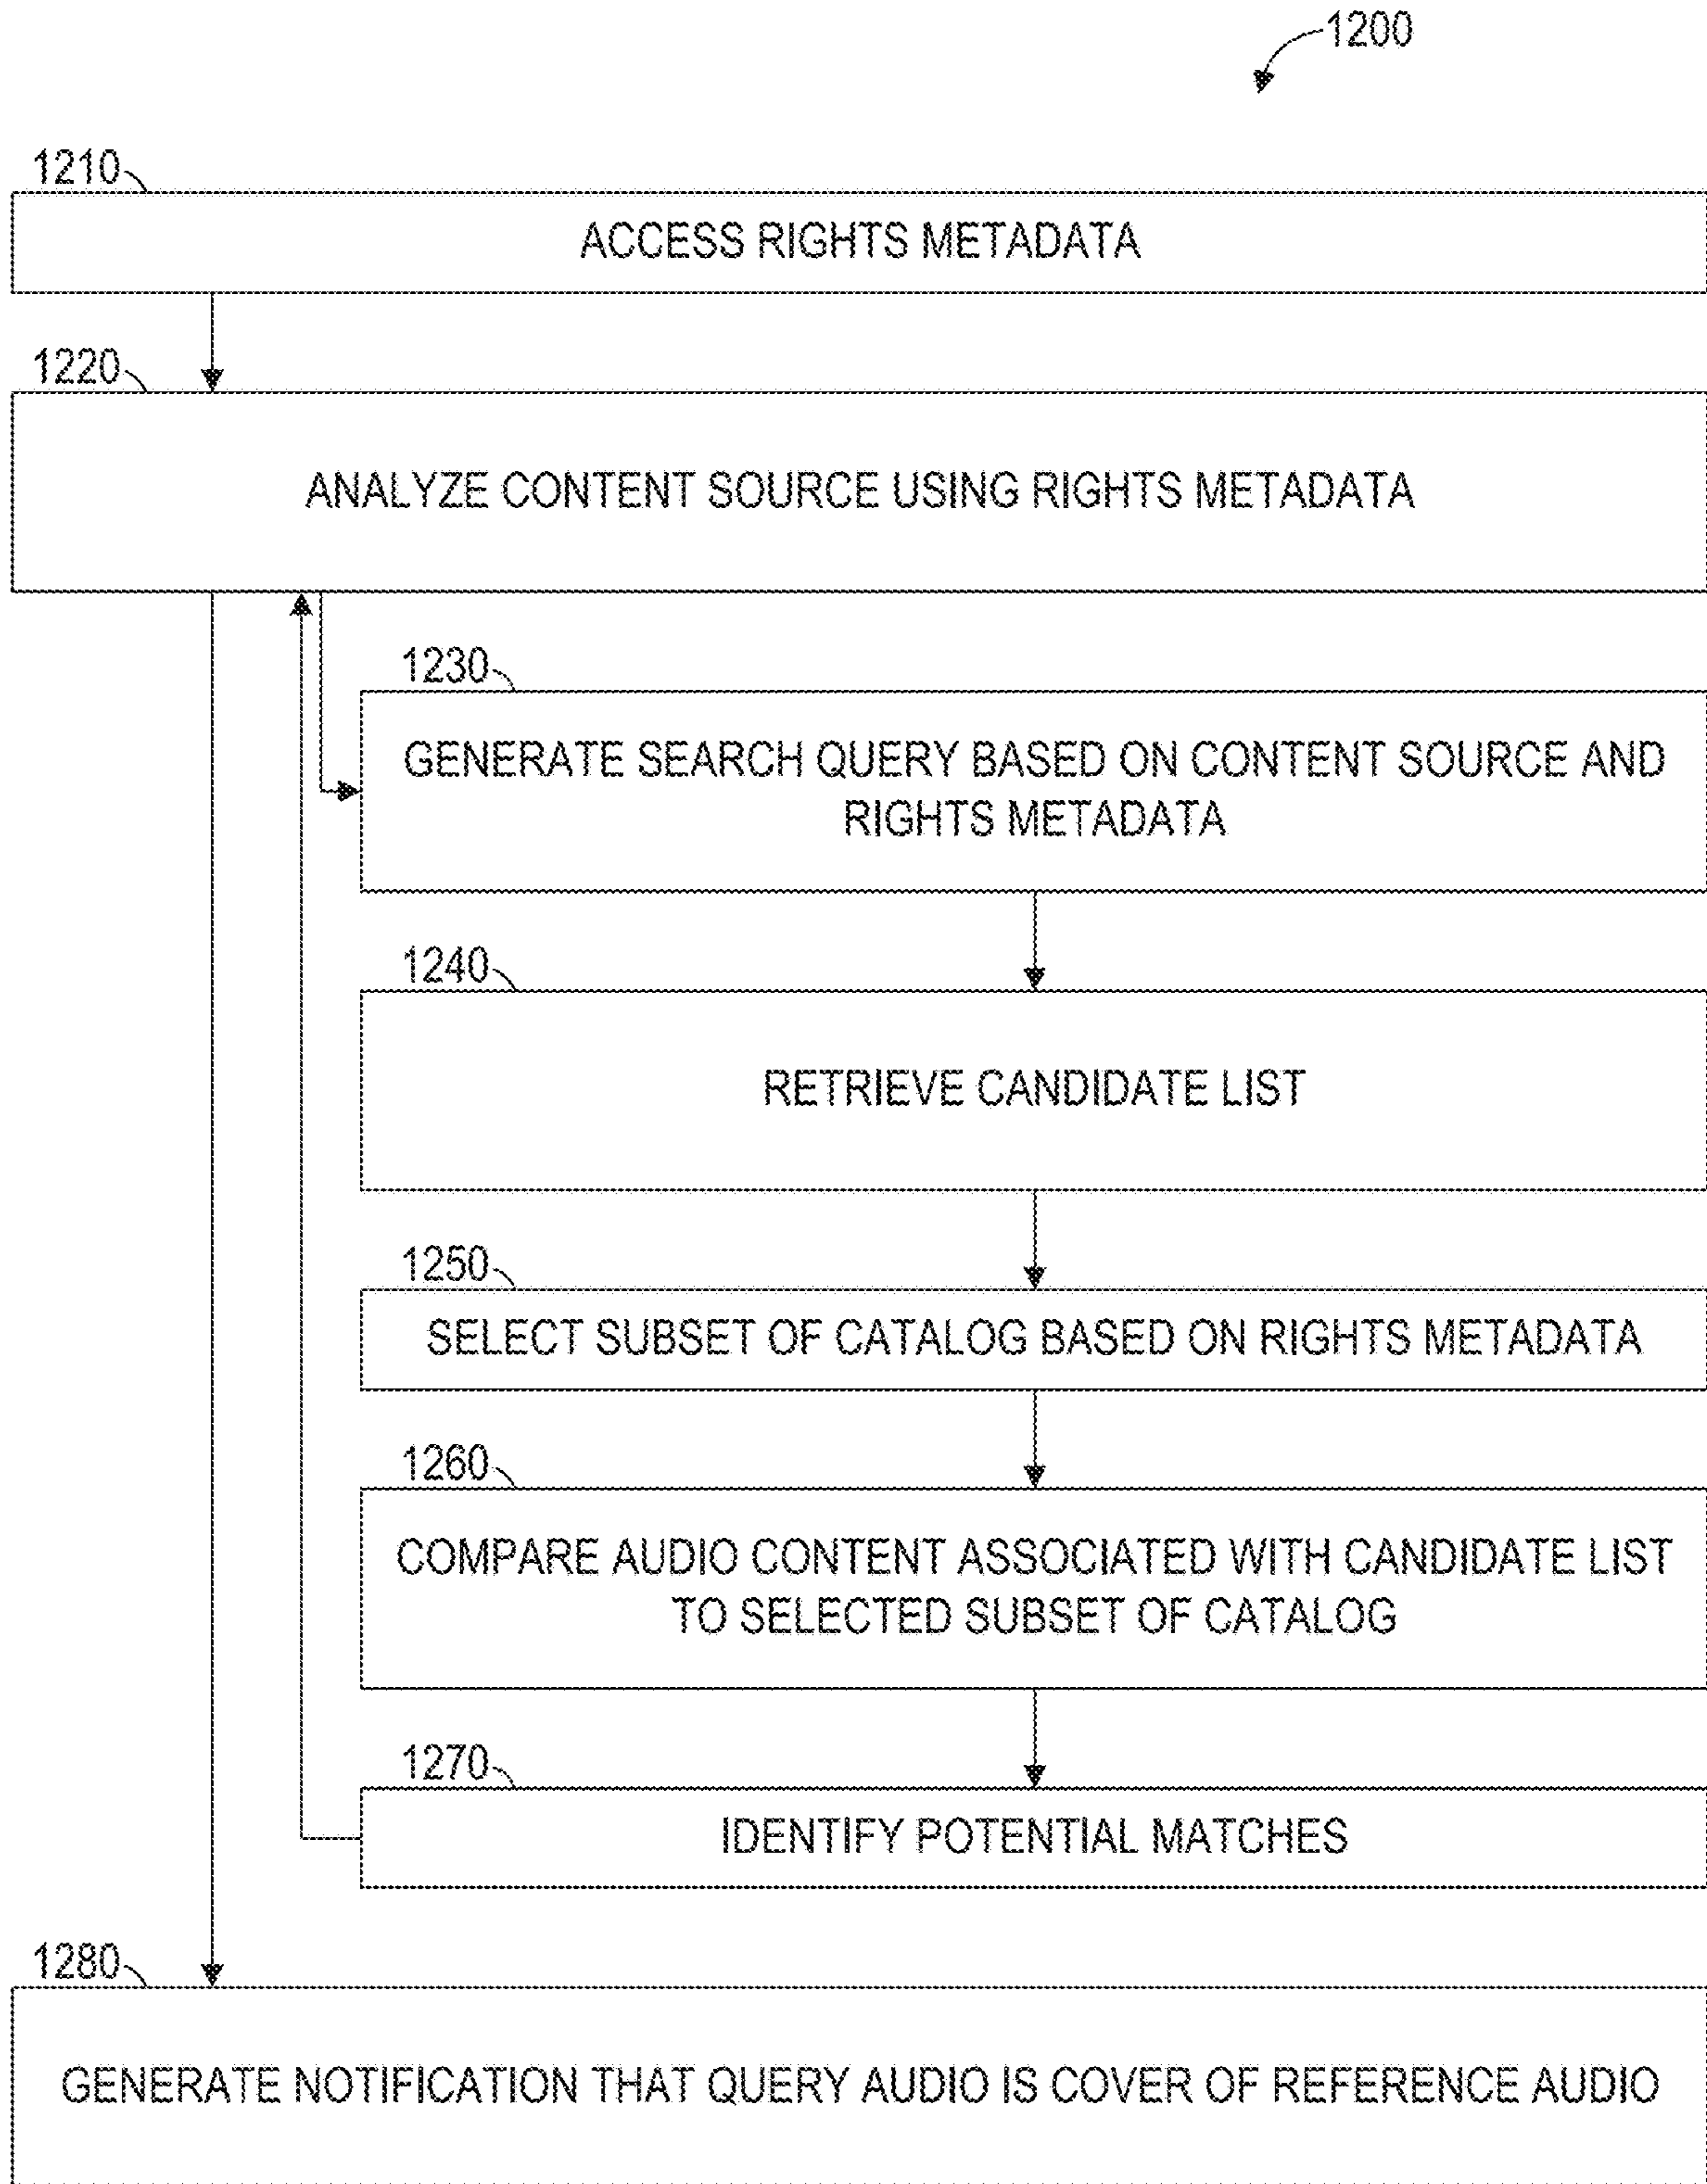 1200
1210
ACCESS RIGHTS METADATA
1220
ANALYZE CONTENT SOURCE USING RIGHTS METADATA
1230
GENERATE SEARCH QUERY BASED ON CONTENT SOURCE AND
RIGHTS METADATA
1240
RETRIEVE CANDIDATE LIST
1250
SELECT SUBSET OF CATALOG BASED ON RIGHTS METADATA
1260
COMPARE AUDIO CONTENT ASSOCIATED WITH CANDIDATE LIST
TO SELECTED SUBSET OF CATALOG
1270
IDENTIFY POTENTIAL MATCHES
1280
GENERATE NOTIFICATION THAT QUERY AUDIO IS COVER OF REFERENCE AUDIO